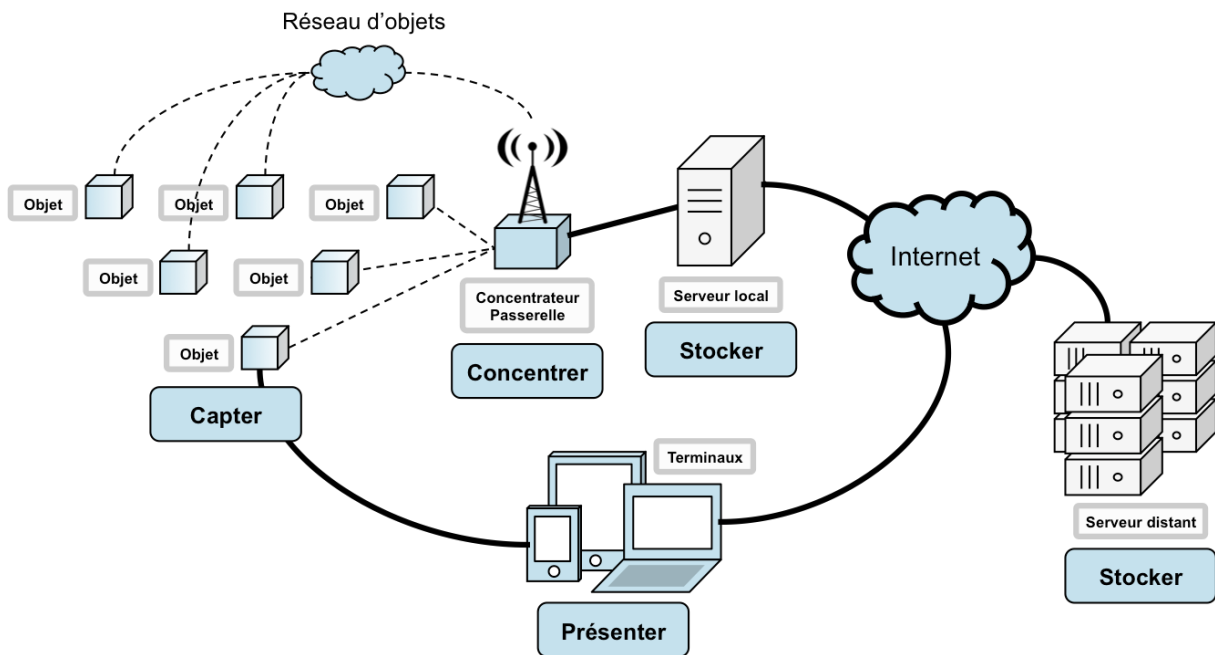 Réseau d'objets
Objet
Objet
Objet
Objet
Objet
Objet
Capter
Concentrateur
Passerelle
Concentrer
Serveur local
Stocker
Internet
Terminaux
Présenter
Serveur distant
Stocker